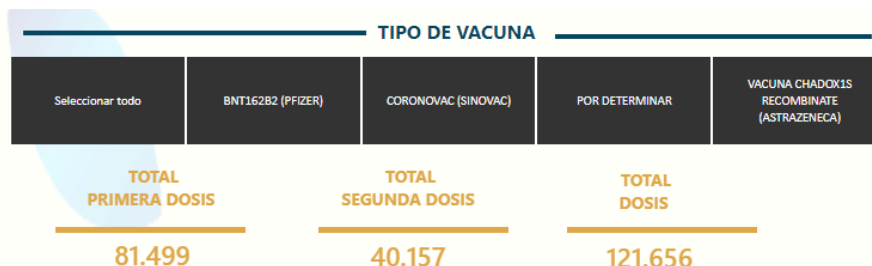 TIPO DE VACUNA
Seleccionar todo
BNT162B2 (PFIZER)
CORONOVAC (SINOVAC)
POR DETERMINAR
VACUNA CHADOX1S
RECOMBINATE
(ASTRAZENECA)
TOTAL
PRIMERA DOSIS
81.499
TOTAL
SEGUNDA DOSIS
40.157
TOTAL
DOSIS
121.656